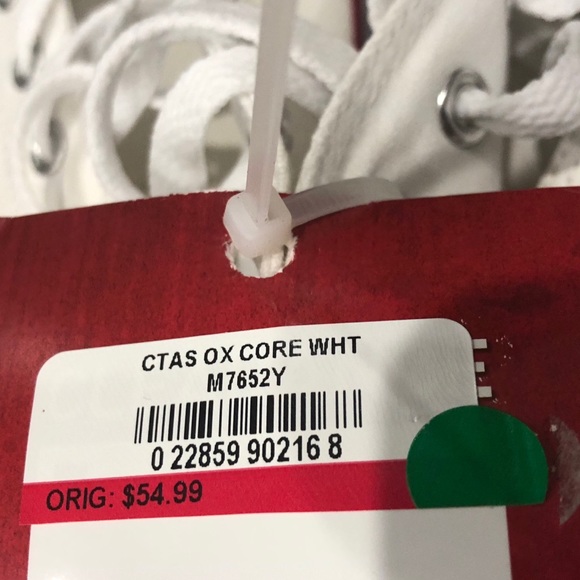 CTAS OX CORE WHT
M7652Y
0 22859 90216 8
ORIG: $54.99